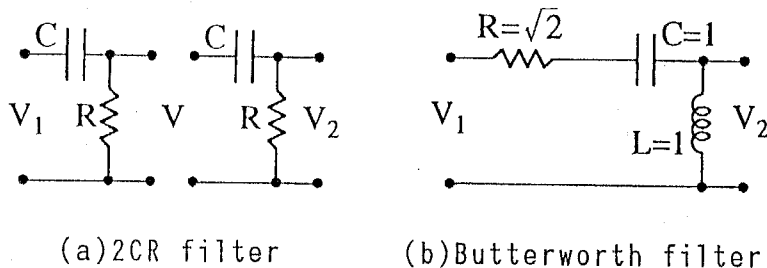 C
V₁
R
V
C
R
V₂
(a)2CR filter
R=√2
C=1
V₁
L=1
V₂
(b)Butterworth filter